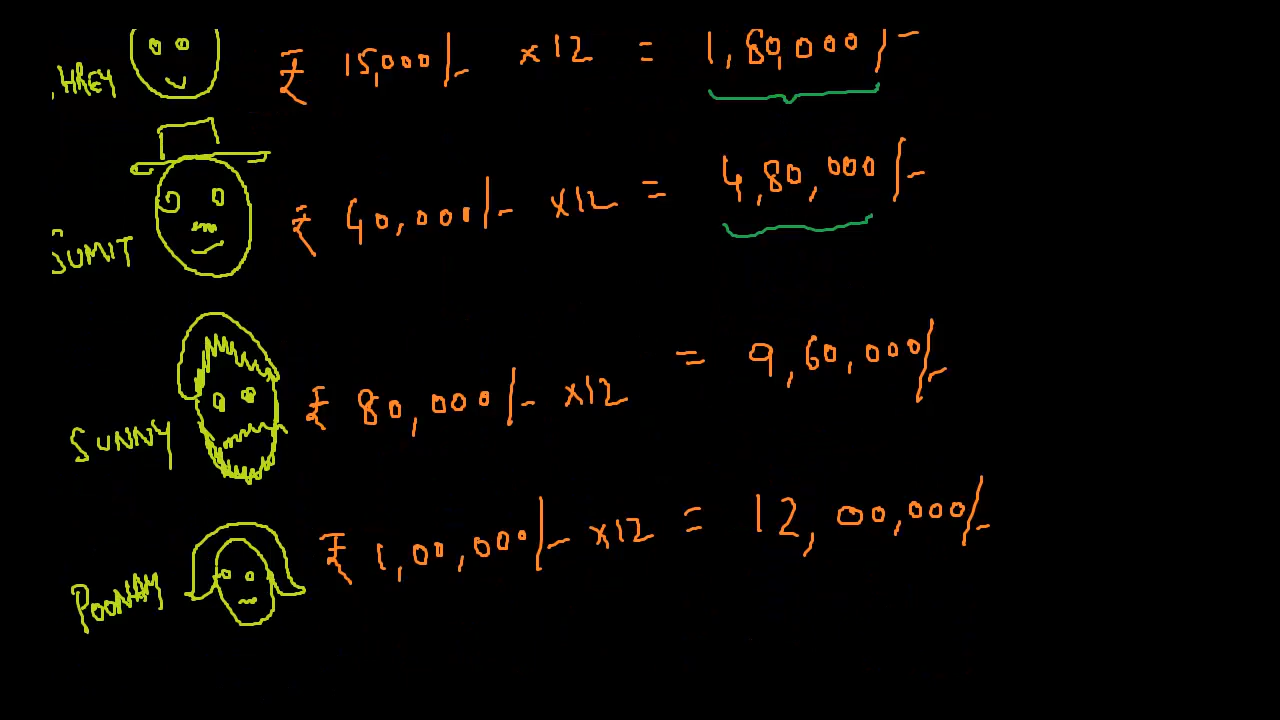 HREY ₹ 15,000/- x12 = 1,80,000/-
SUMIT ₹ 40,000/- x12 = 4,80,000/-
SUNNY ₹ 80,000/- x12 = 9,60,000/-
POONAM ₹ 1,00,000/- x12 = 12,00,000/-